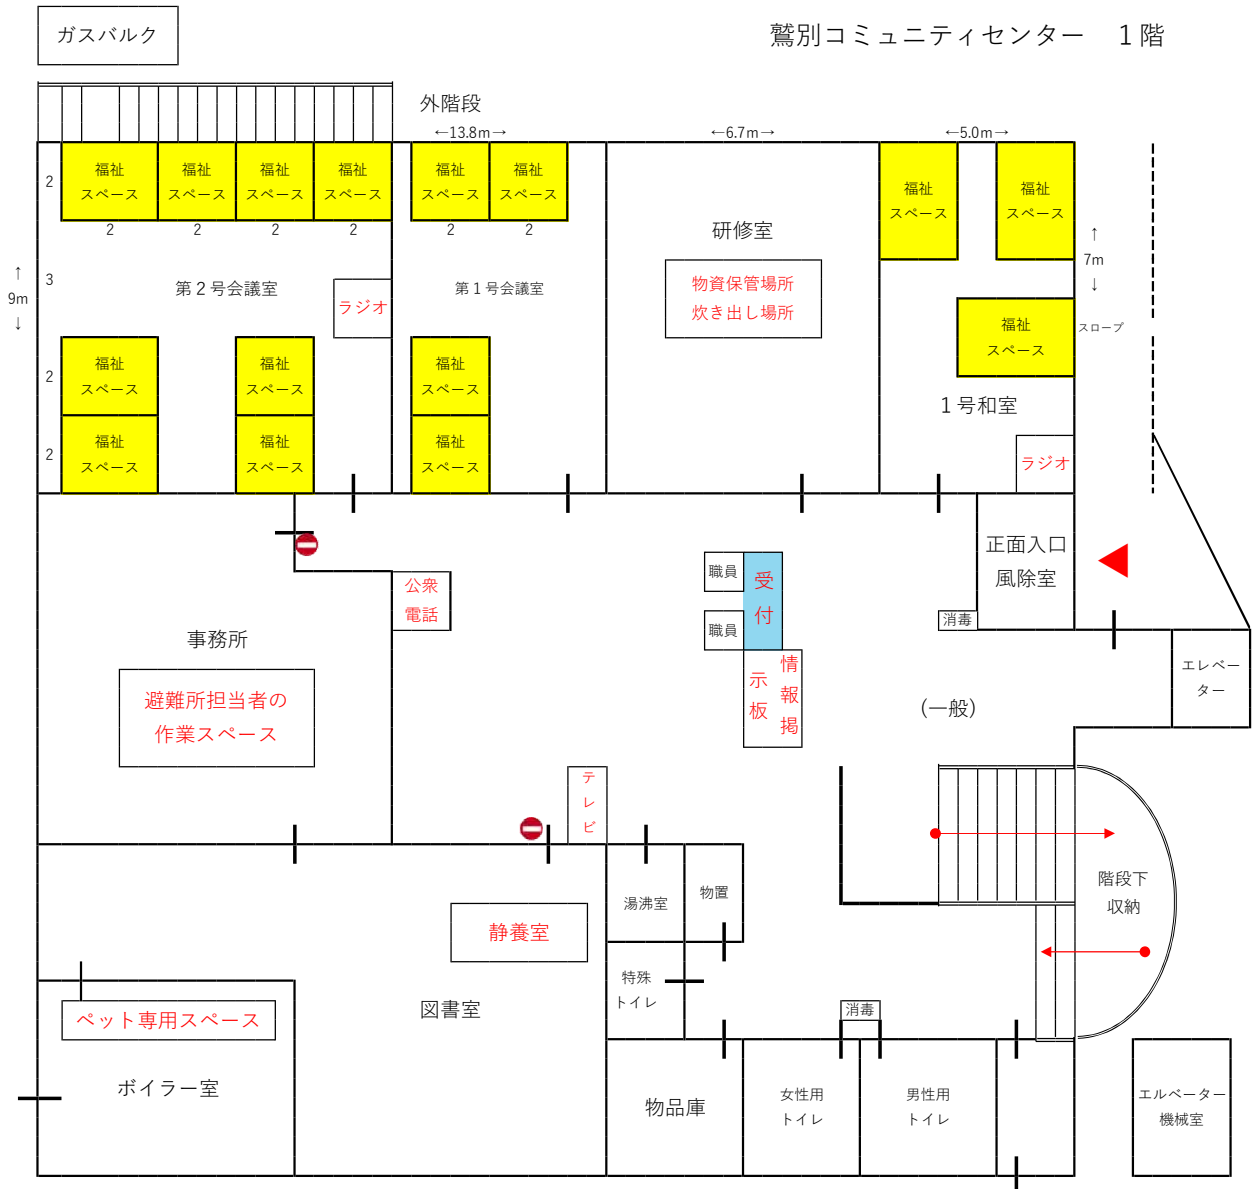 ガスバルク
鷲別コミュニティセンター　１階
外階段
←13.8m→
←6.7m→
←5.0m→
2
福祉
スペース
福祉
スペース
福祉
スペース
福祉
スペース
福祉
スペース
福祉
スペース
福祉
スペース
福祉
スペース
2
2
2
2
2
2
研修室
↑
7m
↓
↑
9m
↓
3
第２号会議室
ラジオ
第１号会議室
物資保管場所
炊き出し場所
福祉
スペース
スロープ
2
福祉
スペース
福祉
スペース
福祉
スペース
１号和室
2
福祉
スペース
福祉
スペース
福祉
スペース
ラジオ
正面入口
風除室
公衆
電話
職員
職員
受付
消毒
事務所
避難所担当者の
作業スペース
情報掲
示板
（一般）
エレベー
ター
テレビ
湯沸室
物置
階段下
収納
静養室
特殊
トイレ
図書室
消毒
ペット専用スペース
ボイラー室
物品庫
女性用
トイレ
男性用
トイレ
エルベーター
機械室